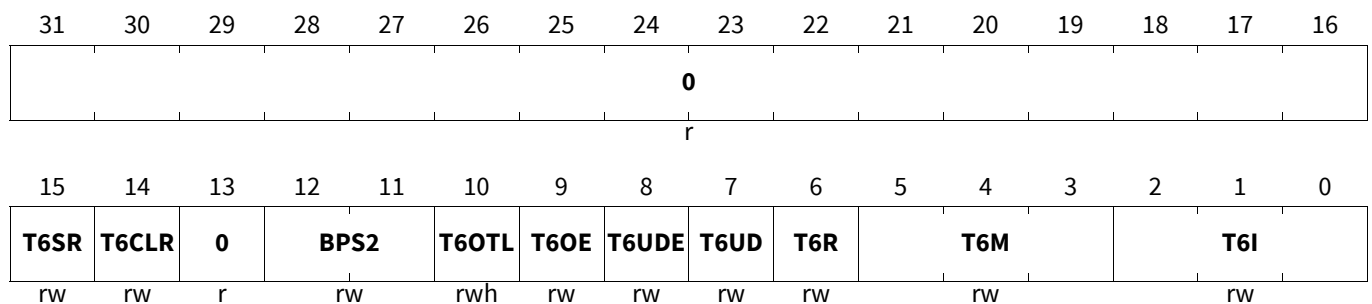 31 30 29 28 27 26 25 24 23 22 21 20 19 18 17 16
0
r
15 14 13 12 11 10 9 8 7 6 5 4 3 2 1 0
T6SR T6CLR 0 BPS2 T6OTL T6OE T6UDE T6UD T6R T6M T6I
rw rw r rw rwh rw rw rw rw rw rw